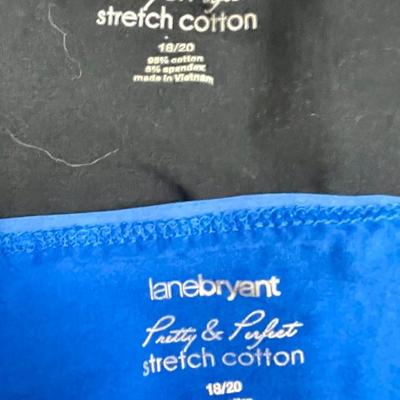 stretch cotton
18/20
95% cotton
5% spandex
made in Vietnam
lanebryant
Pretty & Perfect
stretch cotton
18/20